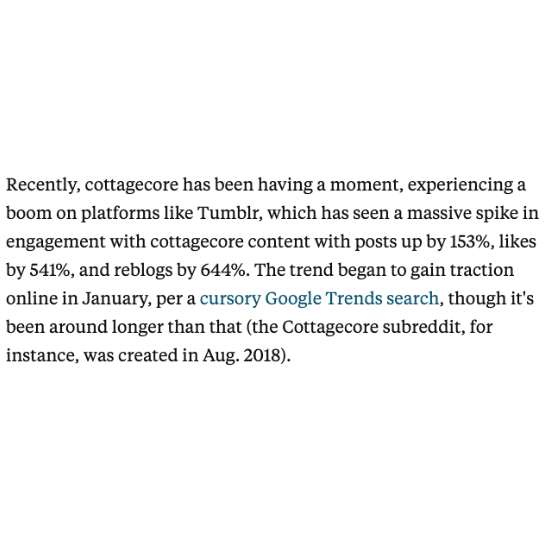 Recently, cottagecore has been having a moment, experiencing a
boom on platforms like Tumblr, which has seen a massive spike in
engagement with cottagecore content with posts up by 153%, likes
by 541%, and reblogs by 644%. The trend began to gain traction
online in January, per a cursory Google Trends search, though it's
been around longer than that (the Cottagecore subreddit, for
instance, was created in Aug. 2018).